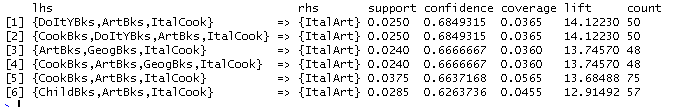 lhs rhs support confidence coverage lift count
[1] {DoItYBks,ArtBks,ItalCook} => {ItalArt} 0.0250 0.6849315 0.0365 14.12230 50
[2] {CookBks,DoItYBks,ArtBks,ItalCook} => {ItalArt} 0.0250 0.6849315 0.0365 14.12230 50
[3] {ArtBks,GeogBks,ItalCook} => {ItalArt} 0.0240 0.6666667 0.0360 13.74570 48
[4] {CookBks,ArtBks,GeogBks,ItalCook} => {ItalArt} 0.0240 0.6666667 0.0360 13.74570 48
[5] {CookBks,ArtBks,ItalCook} => {ItalArt} 0.0375 0.6637168 0.0565 13.68488 75
[6] {ChildBks,ArtBks,ItalCook} => {ItalArt} 0.0285 0.6263736 0.0455 12.91492 57
>